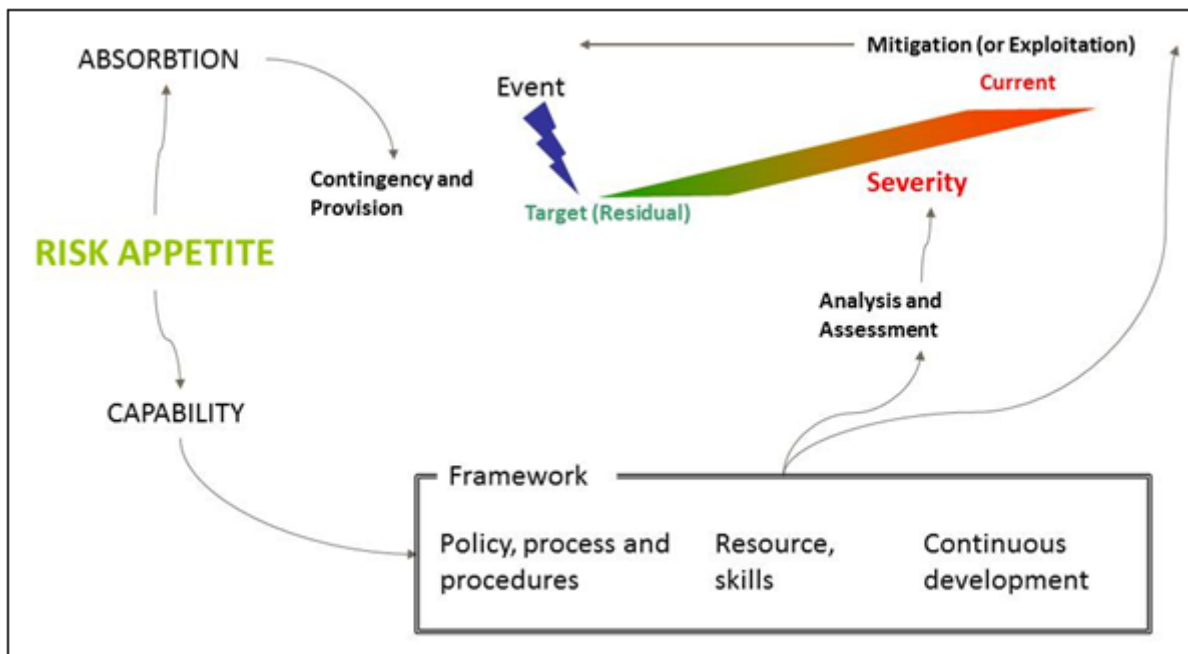 ABSORBTION
Mitigation (or Exploitation)
Current
Event
Contingency and
Provision
Severity
Target (Residual)
RISK APPETITE
Analysis and
Assessment
CAPABILITY
Framework
Policy, process and
procedures
Resource,
skills
Continuous
development